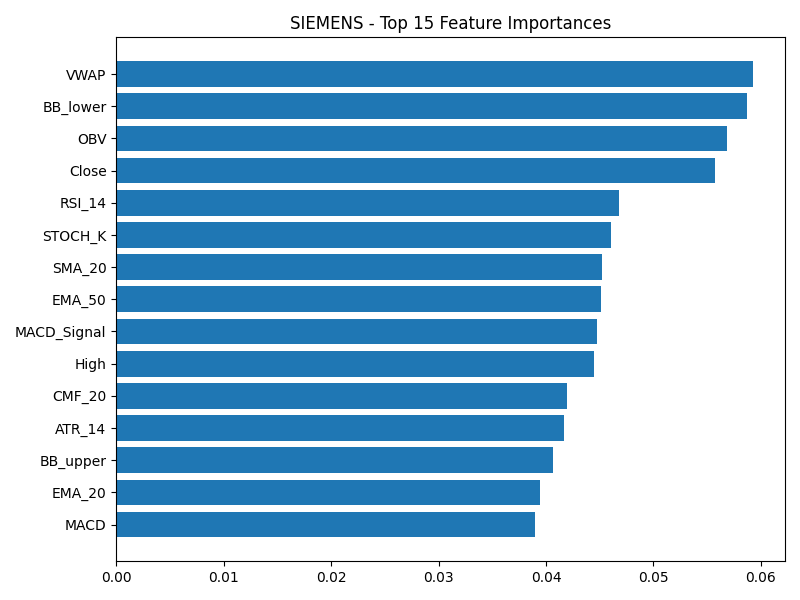 SIEMENS - Top 15 Feature Importances
VWAP
BB_lower
OBV
Close
RSI_14
STOCH_K
SMA_20
EMA_50
MACD_Signal
High
CMF_20
ATR_14
BB_upper
EMA_20
MACD
0.00 0.01 0.02 0.03 0.04 0.05 0.06